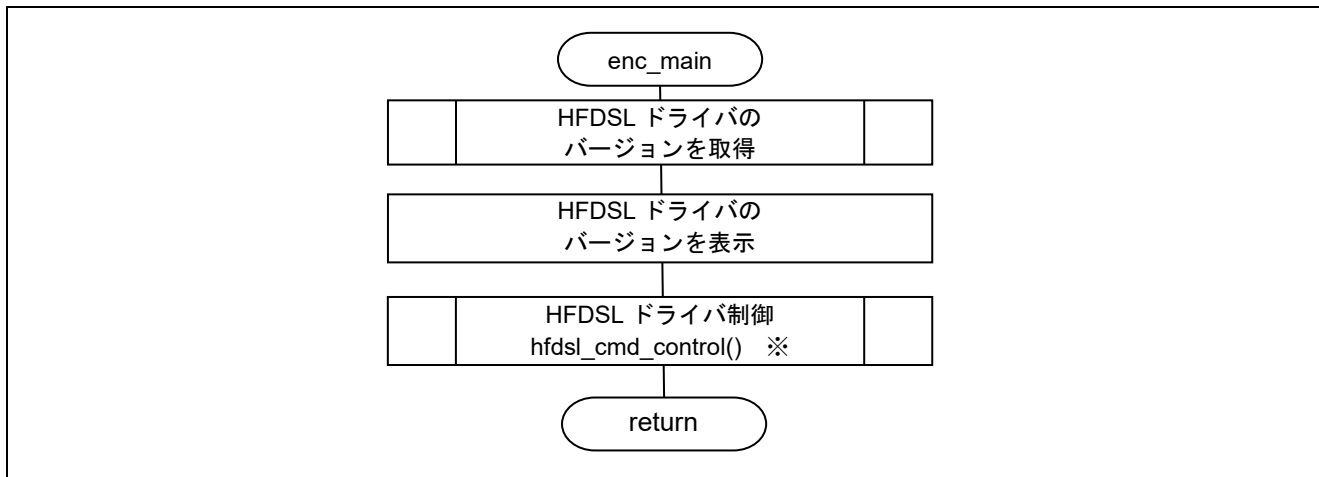 enc_main
HFDSL ドライバの
バージョンを取得
HFDSL ドライバの
バージョンを表示
HFDSL ドライバ制御
hfdsl_cmd_control() ※
return